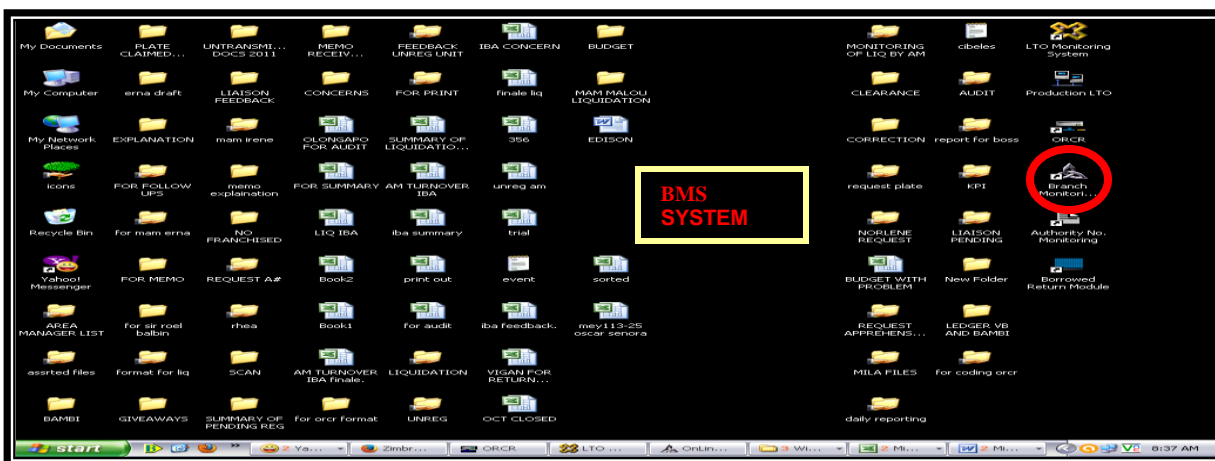 My Documents
PLATE CLAIMED...
UNTRANSMI... DOCS 2011
MEMO RECEIV...
FEEDBACK UNREG UNIT
IBA CONCERN
BUDGET
MONITORING OF LIQ BY AM
cibeles
LTO Monitoring System
My Computer
erna draft
LIAISON FEEDBACK
CONCERNS
FOR PRINT
finale liq
MAM MALOU LIQUIDATION
CLEARANCE
AUDIT
Production LTO
My Network Places
EXPLANATION
mam irene
OLONGAPO FOR AUDIT
SUMMARY OF LIQUIDATIO...
356
EDISON
CORRECTION
report for boss
ORCR
icons
FOR FOLLOW UPS
memo explaination
FOR SUMMARY
AM TURNOVER IBA
unreg am
request plate
KPI
Branch Monitori...
BMS
SYSTEM
Recycle Bin
for mam erna
NO FRANCHISED
LIQ IBA
iba summary
trial
NORLENE REQUEST
LIAISON PENDING
Authority No. Monitoring
Yahoo! Messenger
FOR MEMO
REQUEST A#
Book2
print out
event
sorted
BUDGET WITH PROBLEM
New Folder
Borrowed Return Module
AREA MANAGER LIST
for sir roel balbin
rhea
Book1
for audit
iba feedback.
mey113-25 oscar senora
REQUEST APPREHENS...
LEDGER VB AND BAMBI
assrted files
format for liq
SCAN
AM TURNOVER IBA finale.
LIQUIDATION
VIGAN FOR RETURN...
MILA FILES
for coding orcr
BAMBI
GIVEAWAYS
SUMMARY OF PENDING REG
for orcr format
UNREG
OCT CLOSED
daily reporting
start
2 Ya...
Zimbr...
ORCR
LTO ...
OnLin...
3 Wi...
2 Mi...
2 Mi...
8:37 AM